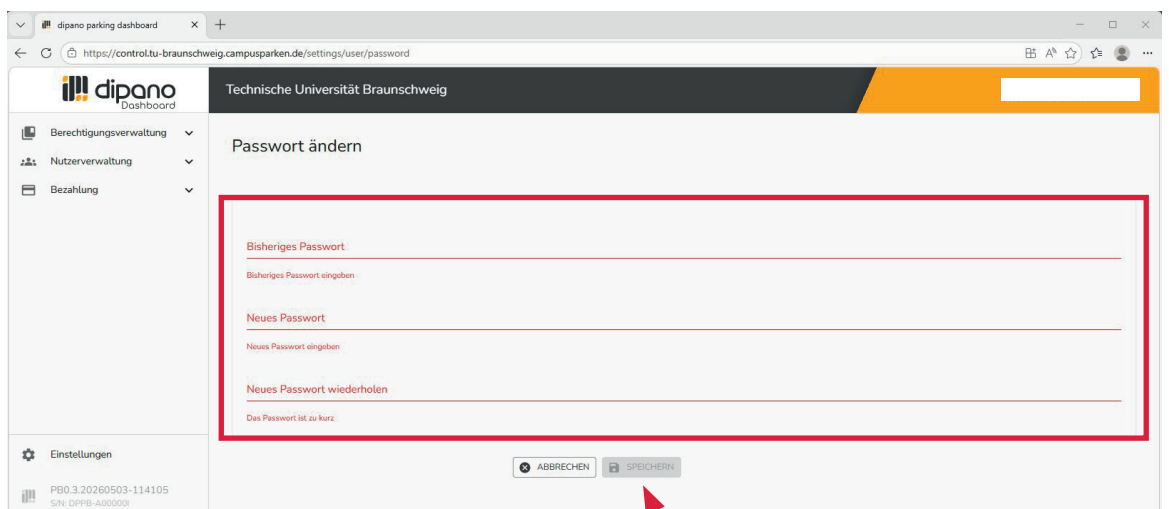 dipano parking dashboard
https://control.tu-braunschweig.campusparken.de/settings/user/password
dipano
Dashboard
Technische Universität Braunschweig
Berechtigungsverwaltung
Nutzerverwaltung
Bezahlung
Passwort ändern
Bisheriges Passwort
Bisheriges Passwort eingeben
Neues Passwort
Neues Passwort eingeben
Neues Passwort wiederholen
Das Passwort ist zu kurz
Einstellungen
ABBRECHEN
SPEICHERN
PB0.3.20260503-114105
S/N: DPPB-A00000I